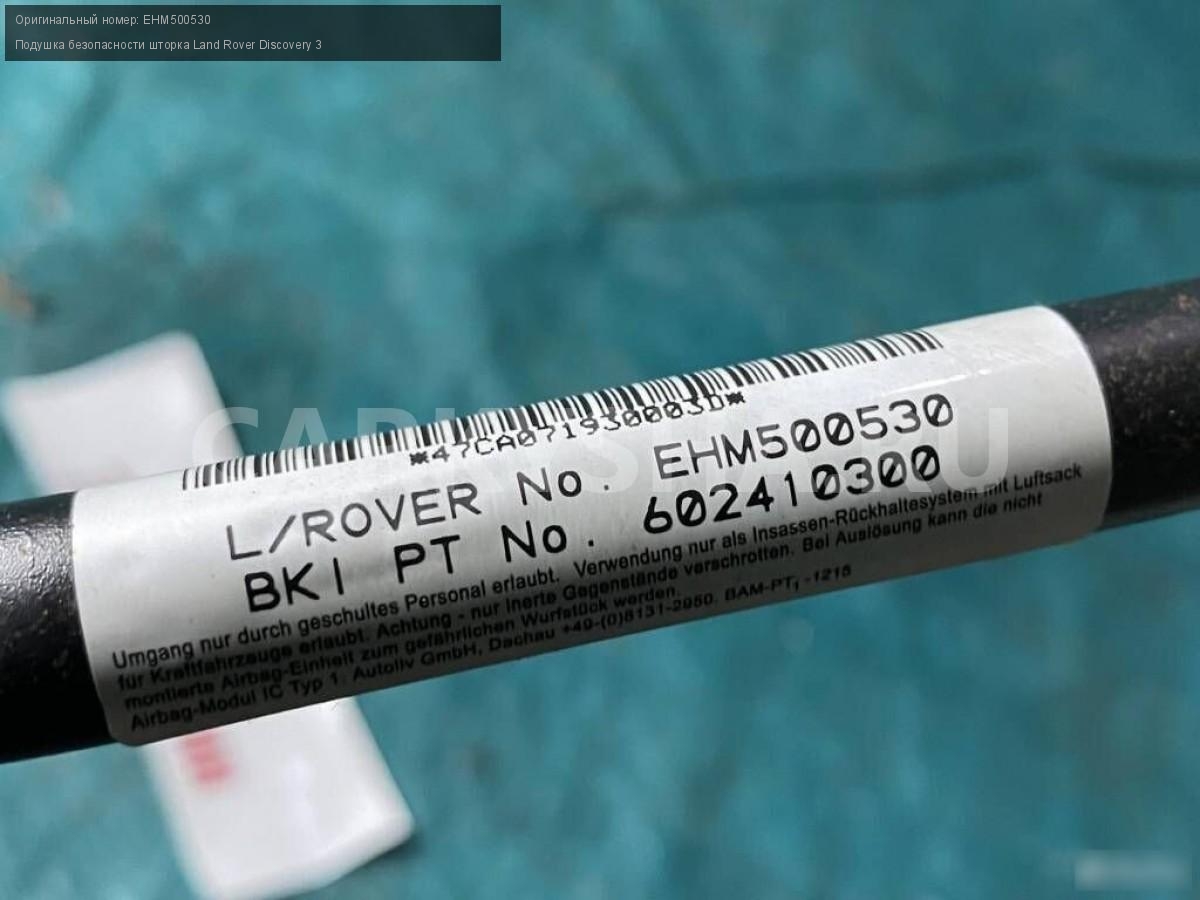 Оригинальный номер: EHM500530
Подушка безопасности шторка Land Rover Discovery 3
*47CA071930003D*
L/ROVER No. EHM500530
BKI PT No. 602410300
Umgang nur durch geschultes Personal erlaubt. Verwendung nur als Insassen-Rückhaltesystem mit Luftsack
für Kraftfahrzeuge erlaubt. Achtung - nur inerte Gegenstände verschrotten. Bei Auslösung kann die nicht
montierte Airbag-Einheit zum gefährlichen Wurfstück werden.
Airbag-Modul IC Typ 1. Autoliv GmbH, Dachau +49-(0)8131-2950. BAM-PT₁-1215